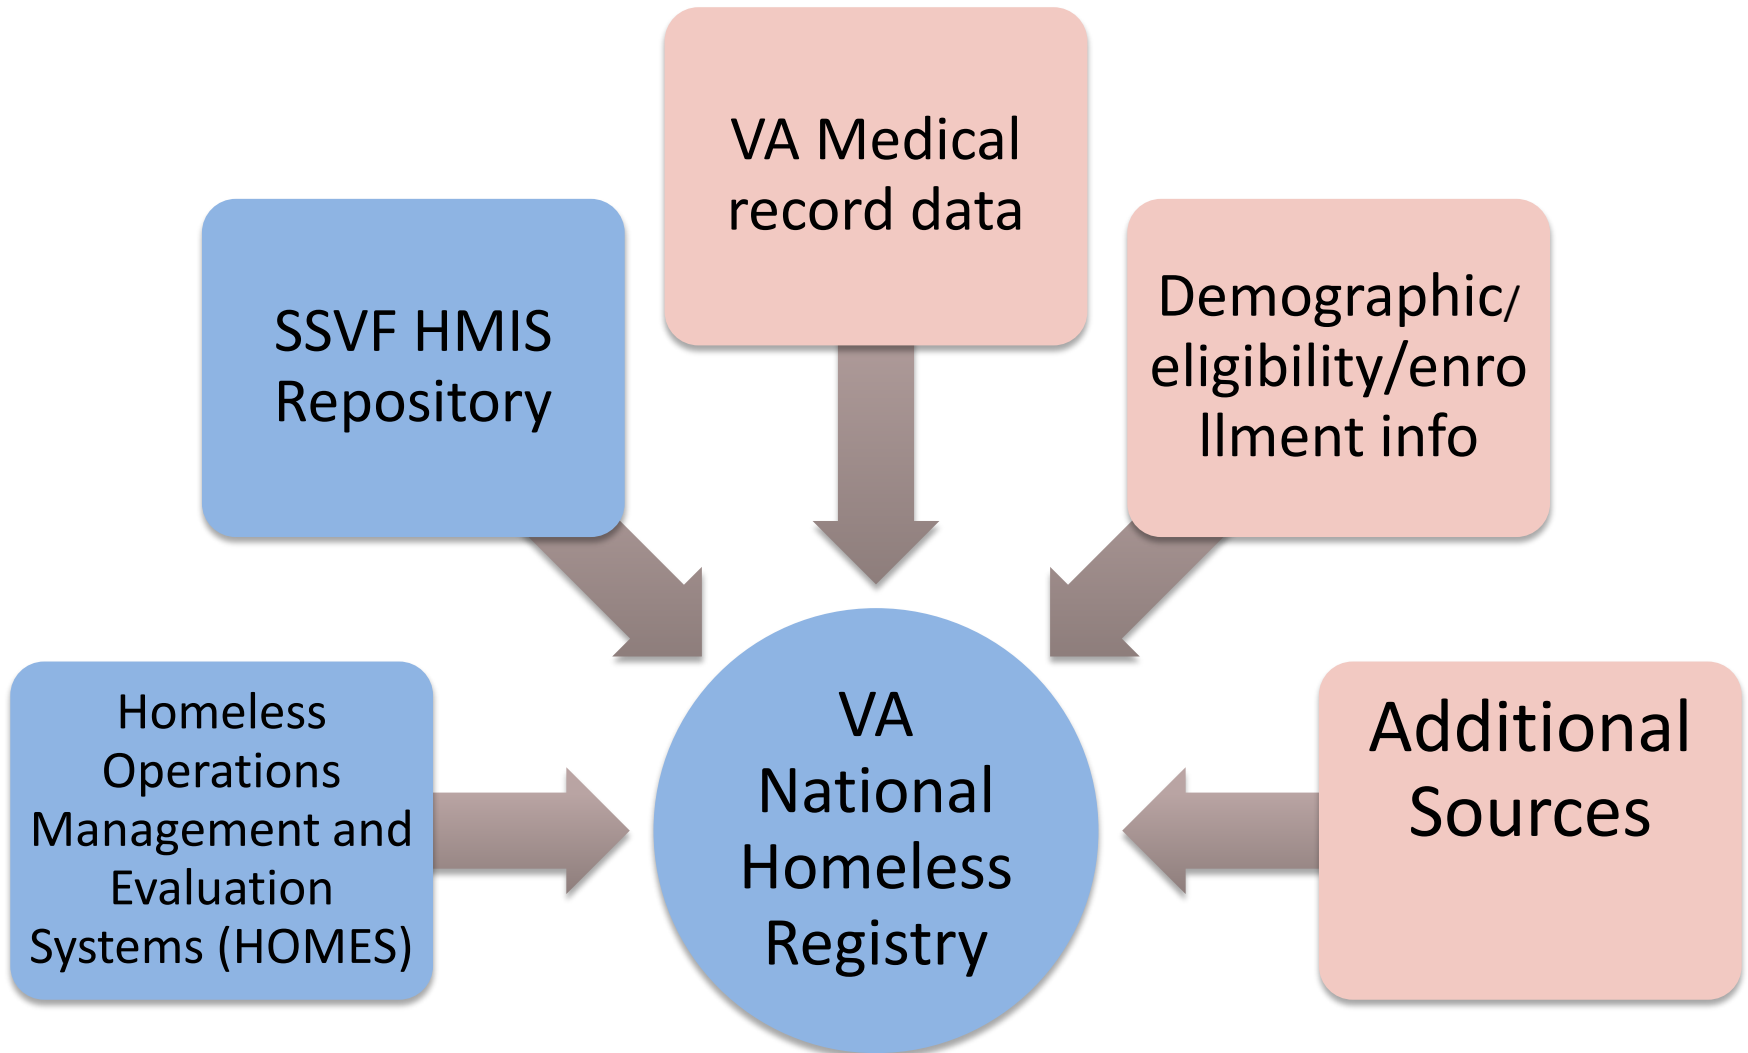 VA Medical
record data
SSVF HMIS
Repository
Demographic/
eligibility/enro
llment info
Homeless
Operations
Management and
Evaluation
Systems (HOMES)
VA
National
Homeless
Registry
Additional
Sources